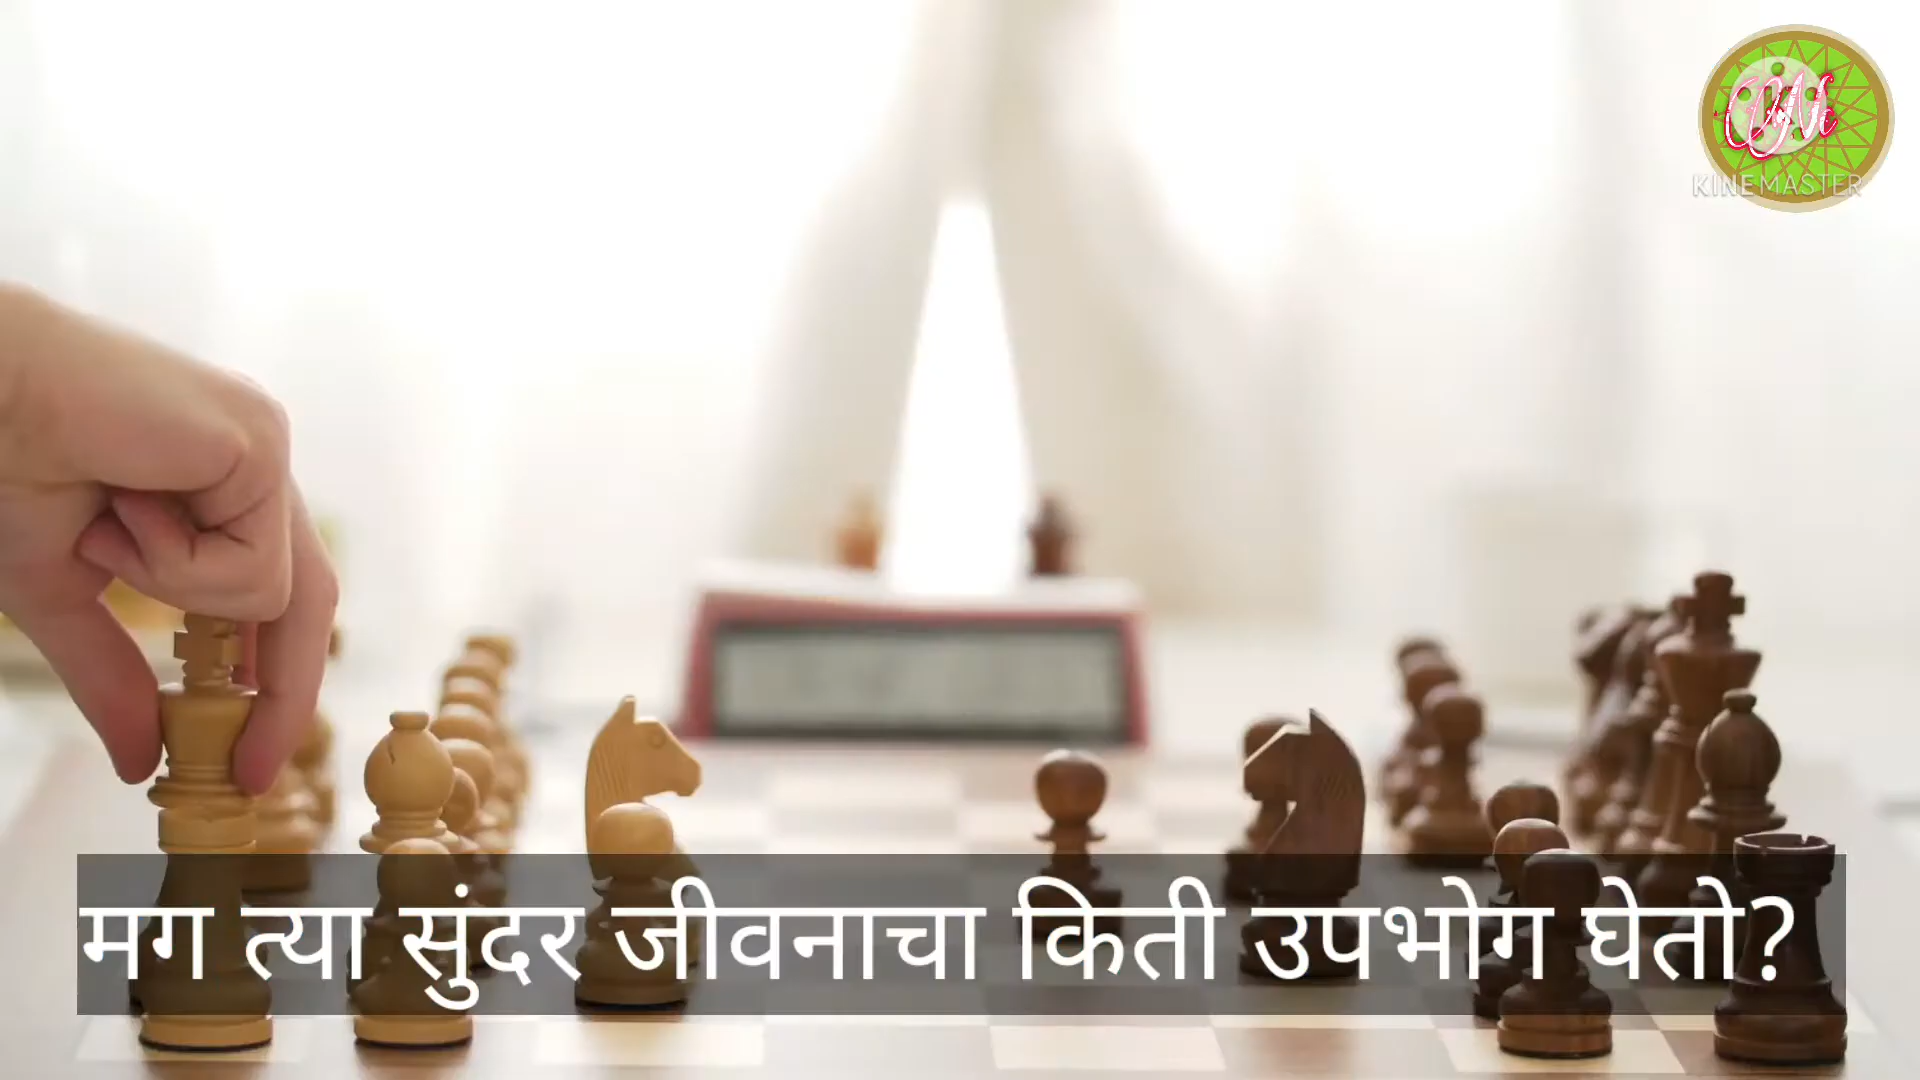 KINEMASTER
मग त्या सुंदर जीवनाचा किती उपभोग घेतो?